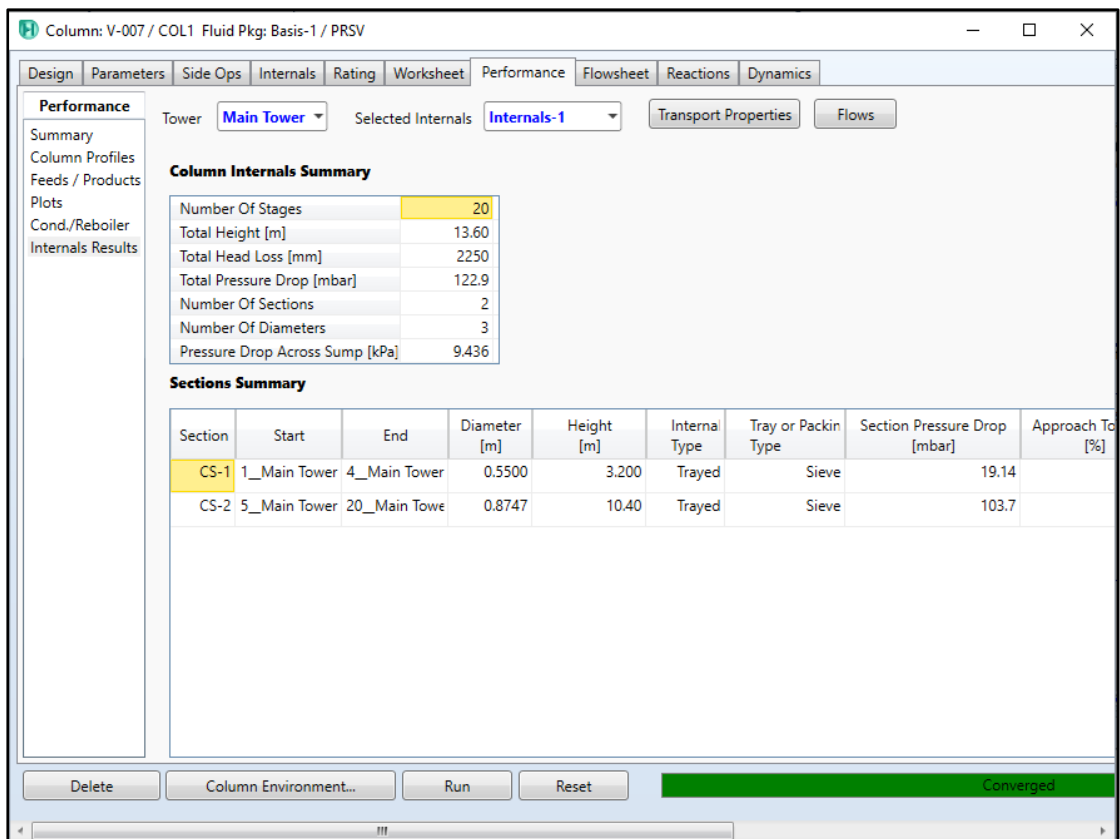 Column: V-007 / COL1 Fluid Pkg: Basis-1 / PRSV
Design Parameters Side Ops Internals Rating Worksheet Performance Flowsheet Reactions Dynamics
Performance
Summary
Column Profiles
Feeds / Products
Plots
Cond./Reboiler
Internals Results
Tower Main Tower Selected Internals Internals-1 Transport Properties Flows
Column Internals Summary
Number Of Stages 20
Total Height [m] 13.60
Total Head Loss [mm] 2250
Total Pressure Drop [mbar] 122.9
Number Of Sections 2
Number Of Diameters 3
Pressure Drop Across Sump [kPa] 9.436
Sections Summary
Section Start End Diameter [m] Height [m] Internal Type Tray or Packin Type Section Pressure Drop [mbar] Approach To [%]
CS-1 1__Main Tower 4__Main Tower 0.5500 3.200 Trayed Sieve 19.14
CS-2 5__Main Tower 20__Main Towe 0.8747 10.40 Trayed Sieve 103.7
Delete Column Environment... Run Reset Converged